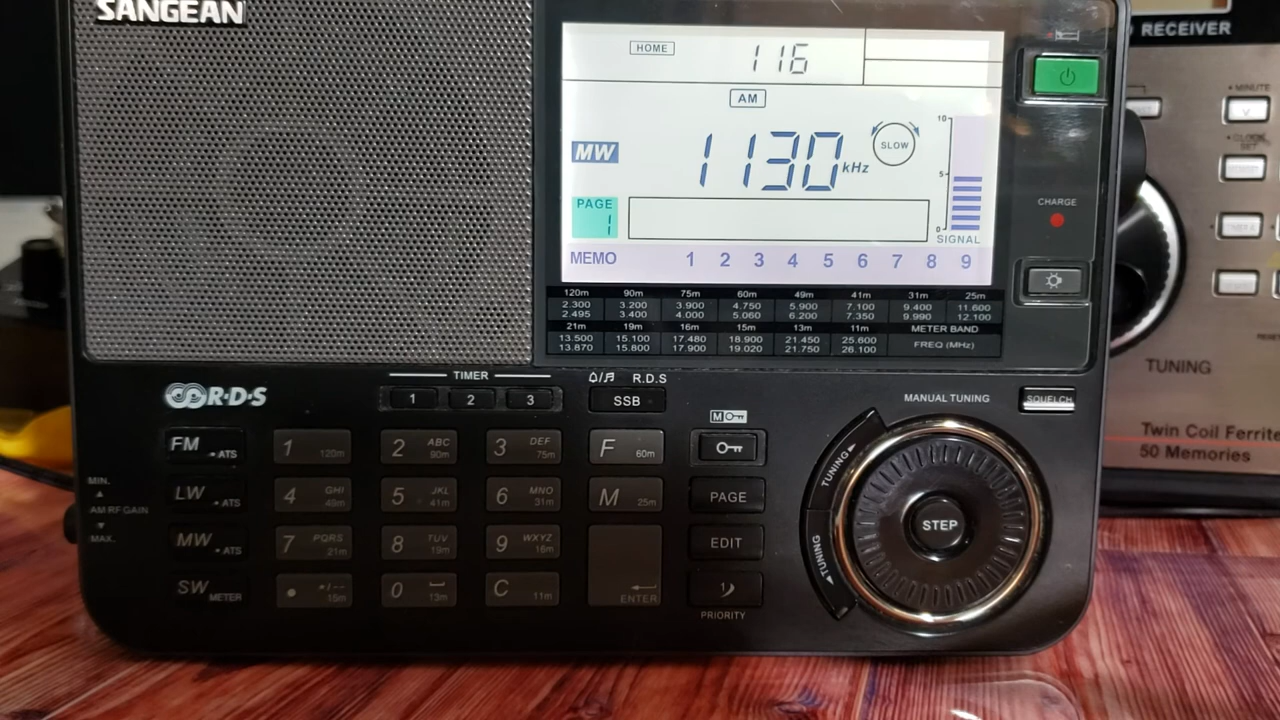 SANGEAN
HOME
116
AM
MW
1130 kHz
SLOW
10
5
0
SIGNAL
PAGE
1
MEMO 1 2 3 4 5 6 7 8 9
120m 90m 75m 60m 49m 41m 31m 25m
2.300 3.200 3.900 4.750 5.900 7.100 9.400 11.600
2.495 3.400 4.000 5.060 6.200 7.350 9.990 12.100
21m 19m 16m 15m 13m 11m METER BAND
13.500 15.100 17.480 18.900 21.450 25.600 FREQ (MHz)
13.870 15.800 17.900 19.020 21.750 26.100
CHARGE
R·D·S
TIMER
1 2 3
R.D.S
SSB
MANUAL TUNING
SQUELCH
FM ATS
LW ATS
MW ATS
SW METER
MIN.
AM RF GAIN
MAX.
1 120m
2 ABC 90m
3 DEF 75m
F 60m
4 GHI 49m
5 JKL 41m
6 MNO 31m
M 25m
7 PQRS 21m
8 TUV 19m
9 WXYZ 16m
ENTER
15m
0 13m
C 11m
M
PAGE
EDIT
PRIORITY
TUNING
TUNING
STEP
RECEIVER
MINUTE
TUNING
Twin Coil Ferrite
50 Memories